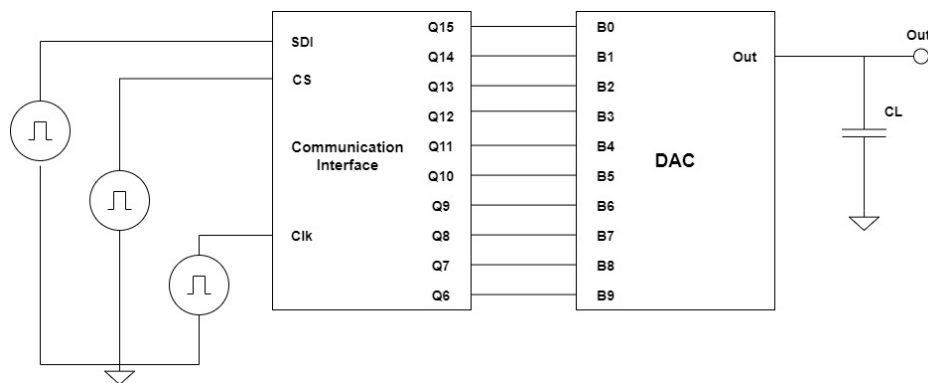 SDI
CS
Communication
Interface
Clk
Q15
Q14
Q13
Q12
Q11
Q10
Q9
Q8
Q7
Q6
B0
B1
B2
B3
B4
B5
B6
B7
B8
B9
DAC
Out
Out
CL